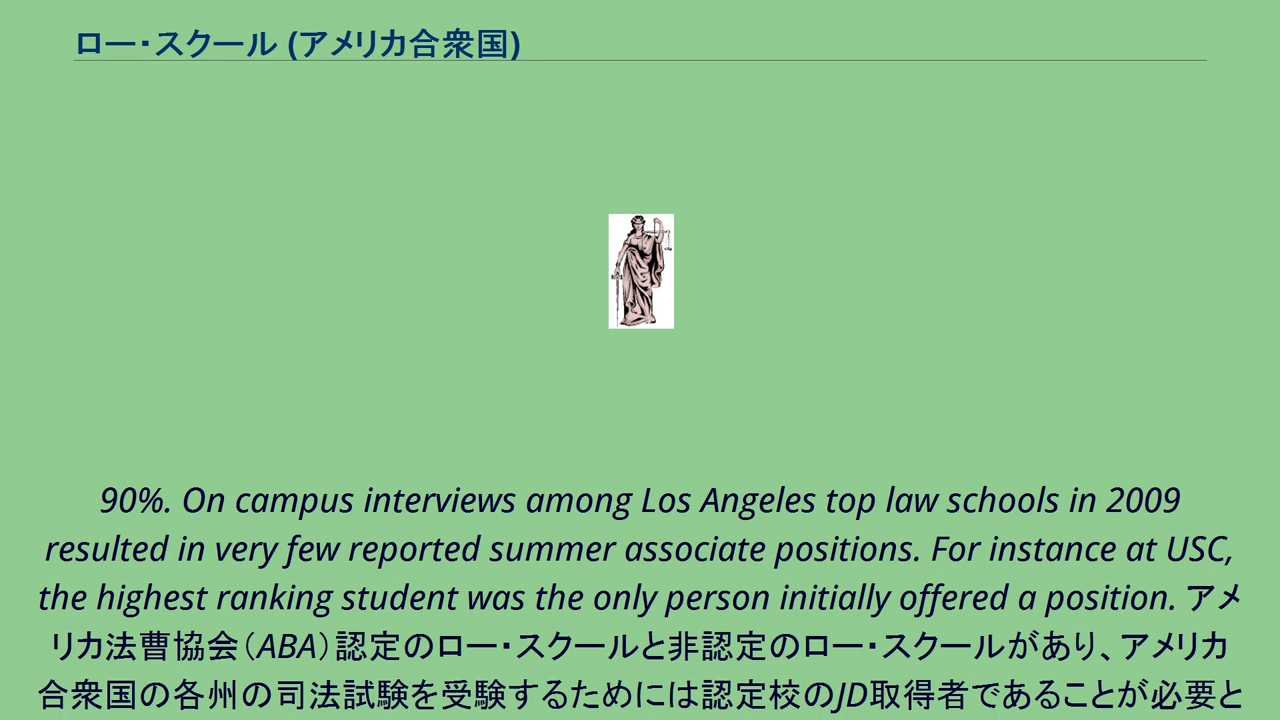 ロー・スクール (アメリカ合衆国)
90%. On campus interviews among Los Angeles top law schools in 2009
resulted in very few reported summer associate positions. For instance at USC,
the highest ranking student was the only person initially offered a position. アメ
リカ法曹協会（ABA）認定のロー・スクールと非認定のロー・スクールがあり、アメリカ
合衆国の各州の司法試験を受験するためには認定校のJD取得者であることが必要と